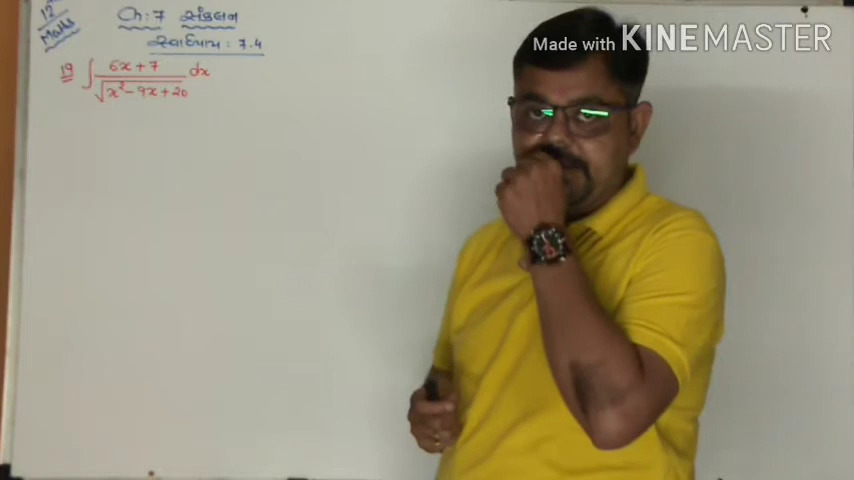 12
Maths
Ch: 7 સંકલન
સ્વાધ્યાય : 7.4
19 ∫ 6x+7 / √x²-9x+20 dx
Made with KINEMASTER